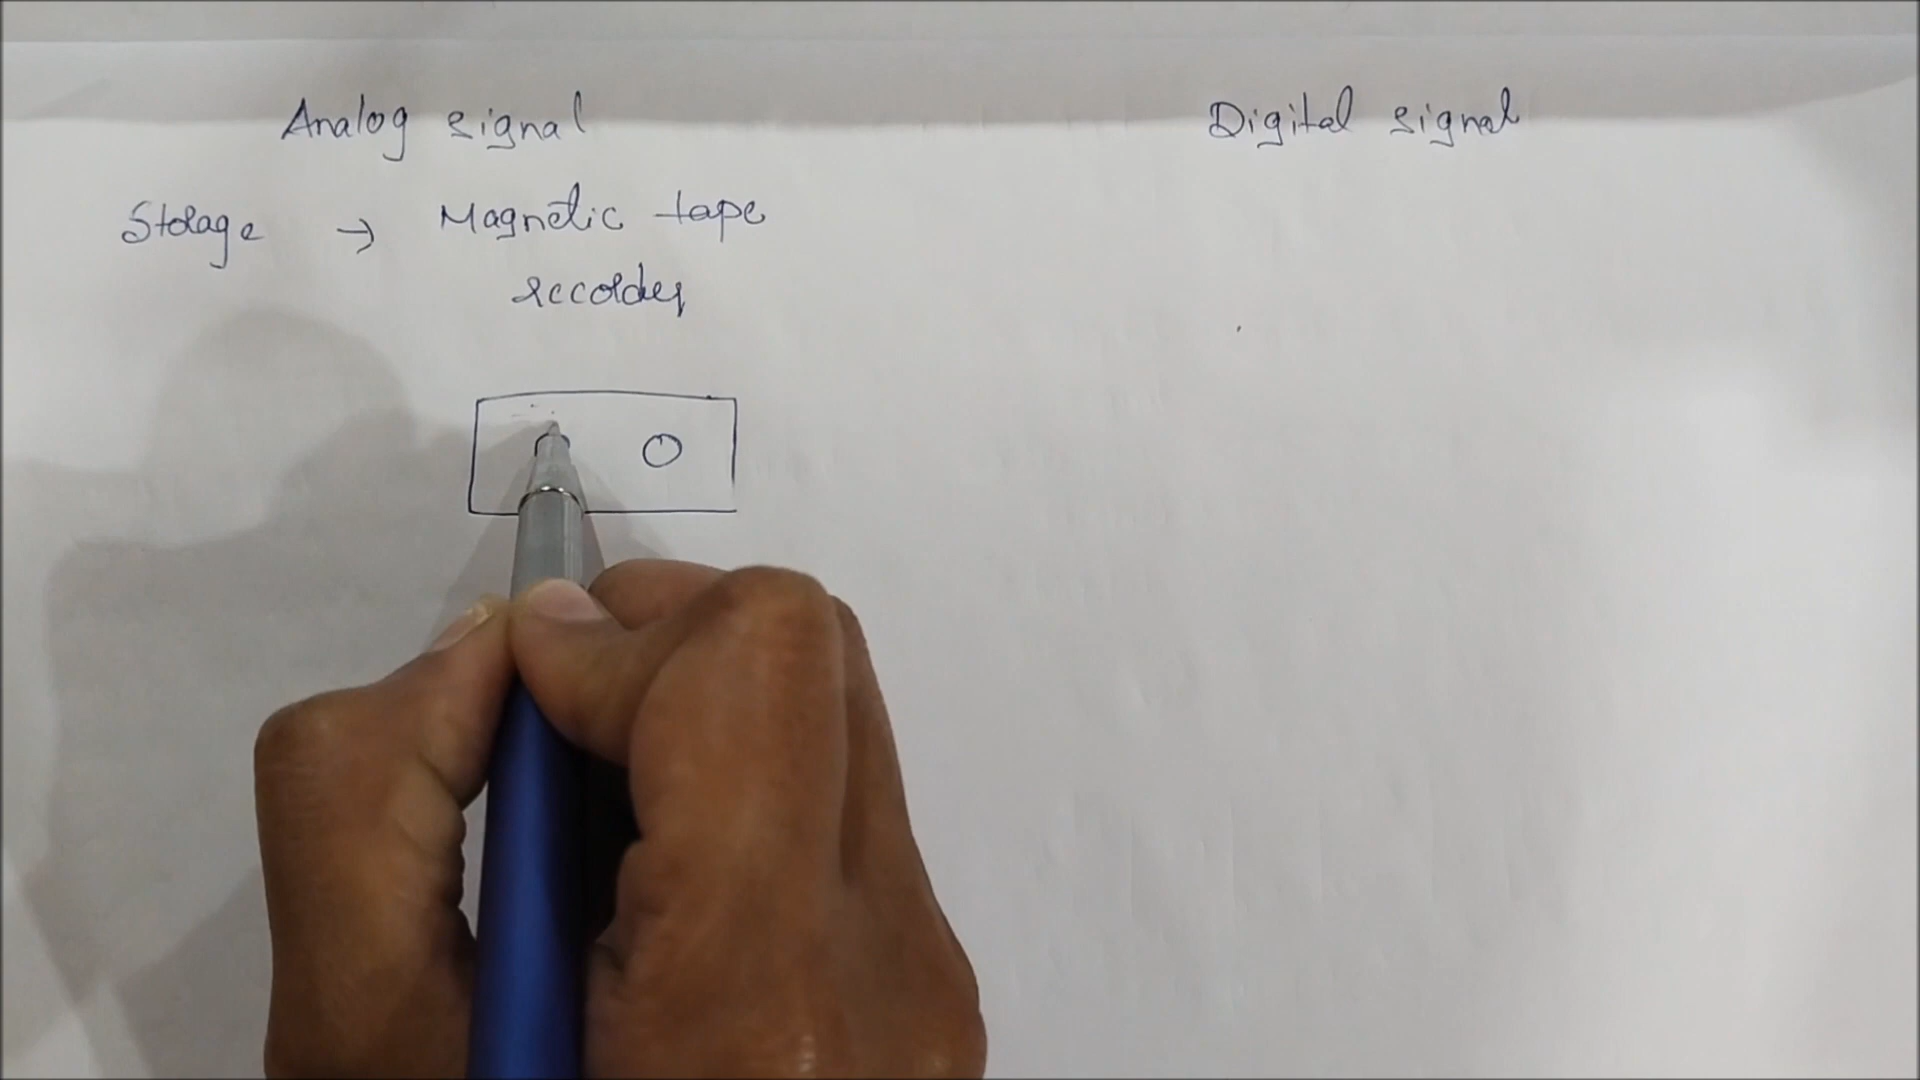 Analog signal
Digital signal
Storage → Magnetic tape
recorder